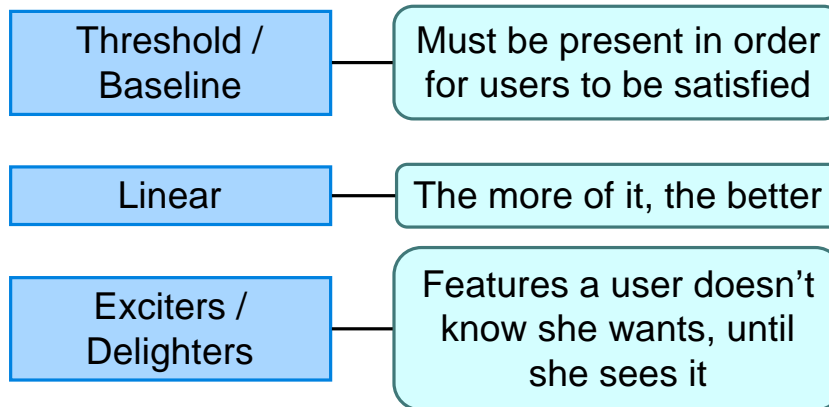 Threshold /
Baseline
Must be present in order
for users to be satisfied
Linear
The more of it, the better
Exciters /
Delighters
Features a user doesn’t
know she wants, until
she sees it